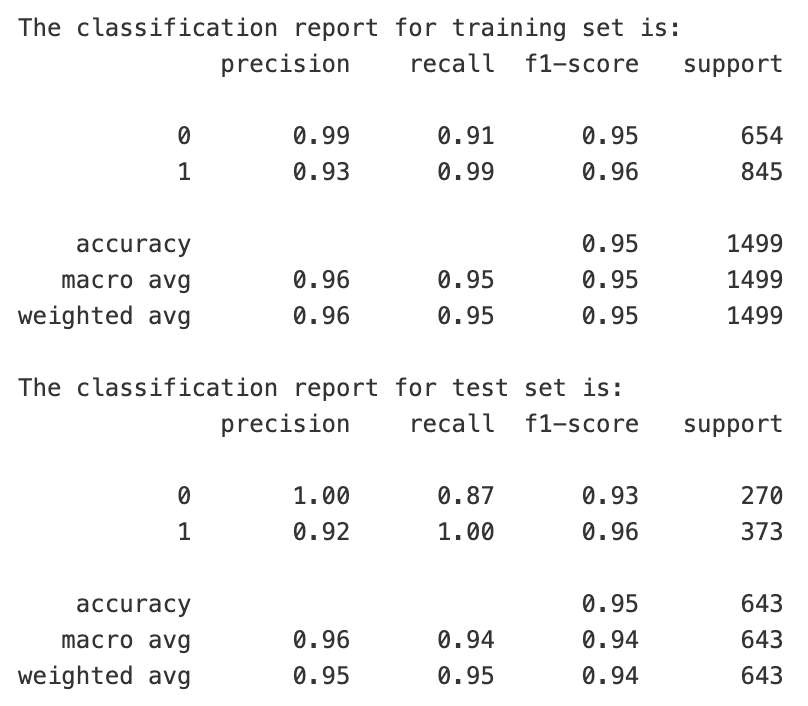 The classification report for training set is:
precision recall f1-score support
0 0.99 0.91 0.95 654
1 0.93 0.99 0.96 845
accuracy 0.95 1499
macro avg 0.96 0.95 0.95 1499
weighted avg 0.96 0.95 0.95 1499
The classification report for test set is:
precision recall f1-score support
0 1.00 0.87 0.93 270
1 0.92 1.00 0.96 373
accuracy 0.95 643
macro avg 0.96 0.94 0.94 643
weighted avg 0.95 0.95 0.94 643